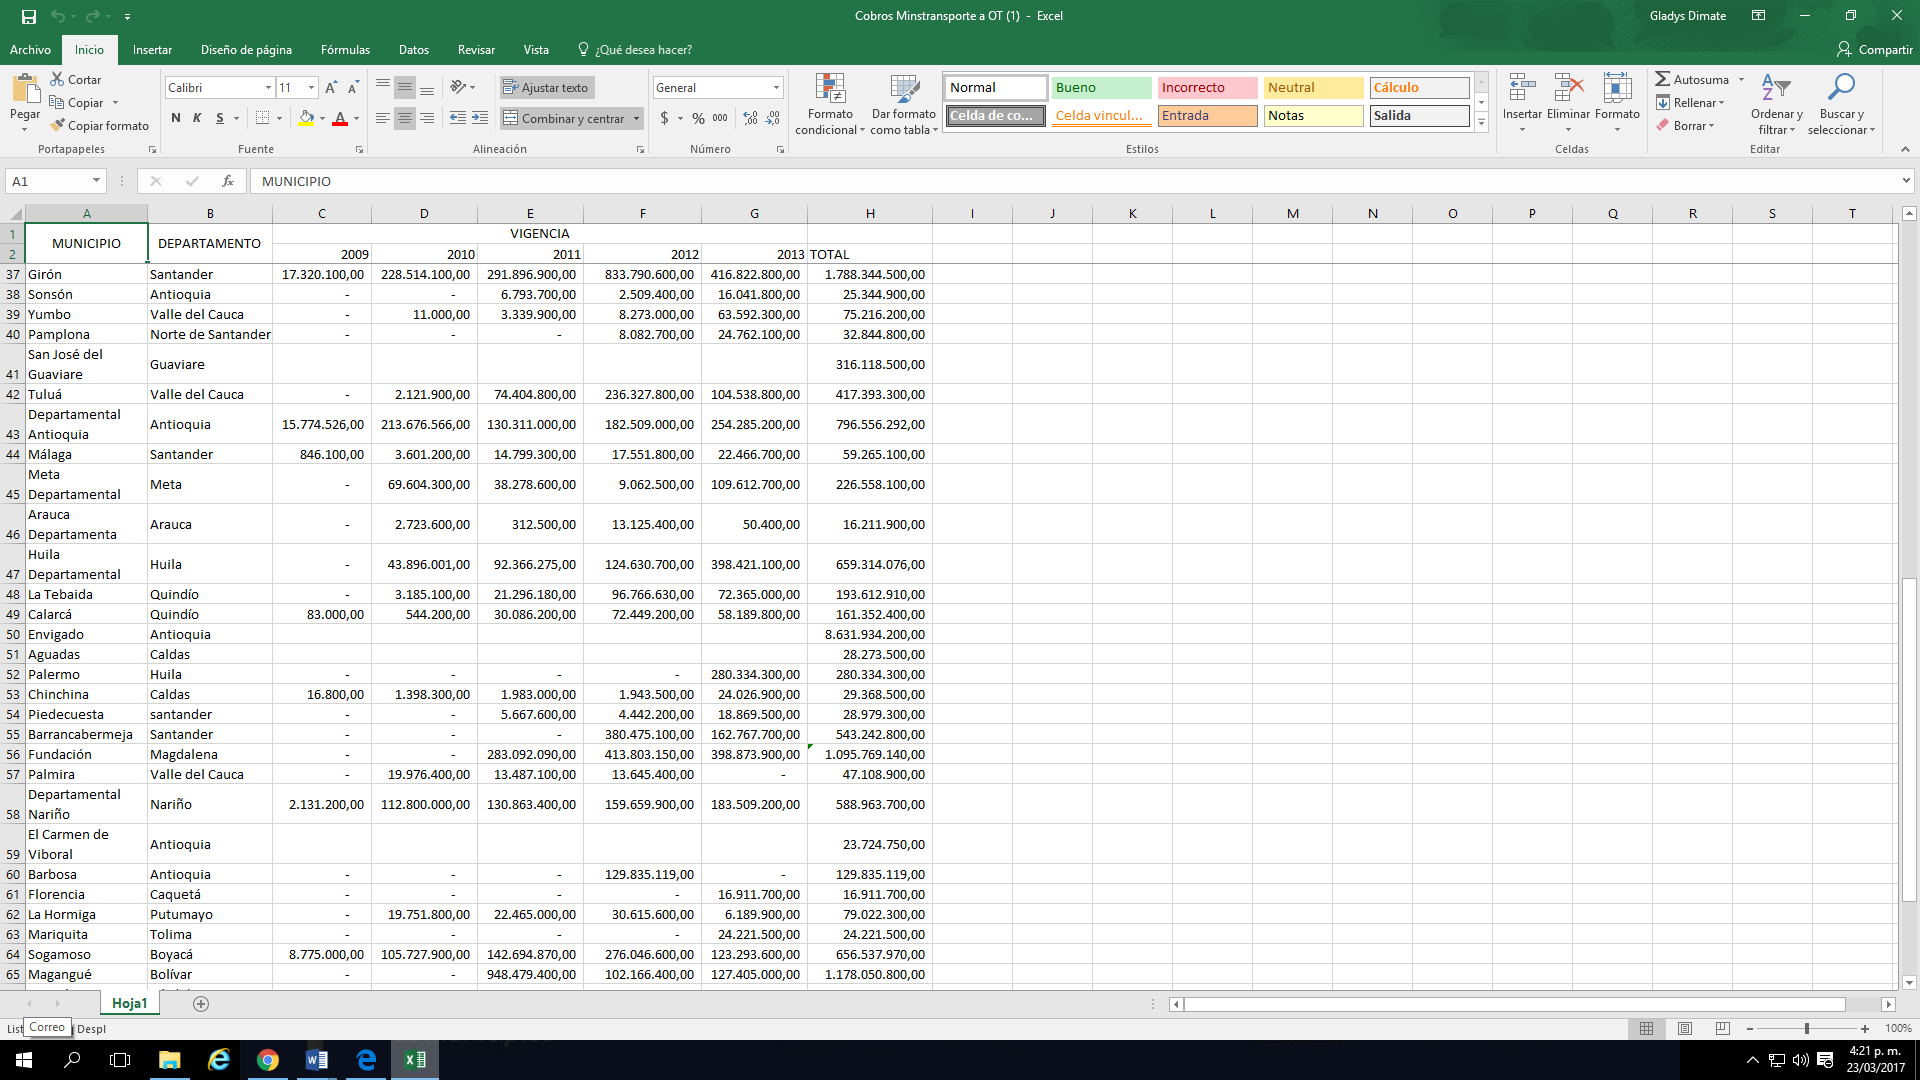 Cobros Minstransporte a OT (1) - Excel
Gladys Dimate
Archivo Inicio Insertar Diseño de página Fórmulas Datos Revisar Vista ¿Qué desea hacer? Compartir
Pegar
Cortar
Copiar
Copiar formato
Portapapeles
Calibri 11
N K S
Fuente
Ajustar texto
Combinar y centrar
Alineación
General
$ % 000
Número
Formato condicional
Dar formato como tabla
Normal Bueno Incorrecto Neutral Cálculo
Celda de co... Celda vincul... Entrada Notas Salida
Estilos
Insertar Eliminar Formato
Celdas
Autosuma
Rellenar
Borrar
Ordenar y filtrar
Buscar y seleccionar
Editar
A1 fx MUNICIPIO
A B C D E F G H I J K L M N O P Q R S T
1 MUNICIPIO DEPARTAMENTO VIGENCIA
2 2009 2010 2011 2012 2013 TOTAL
37 Girón Santander 17.320.100,00 228.514.100,00 291.896.900,00 833.790.600,00 416.822.800,00 1.788.344.500,00
38 Sonsón Antioquia - - 6.793.700,00 2.509.400,00 16.041.800,00 25.344.900,00
39 Yumbo Valle del Cauca - 11.000,00 3.339.900,00 8.273.000,00 63.592.300,00 75.216.200,00
40 Pamplona Norte de Santander - - - 8.082.700,00 24.762.100,00 32.844.800,00
41 San José del Guaviare Guaviare 316.118.500,00
42 Tuluá Valle del Cauca - 2.121.900,00 74.404.800,00 236.327.800,00 104.538.800,00 417.393.300,00
43 Departamental Antioquia Antioquia 15.774.526,00 213.676.566,00 130.311.000,00 182.509.000,00 254.285.200,00 796.556.292,00
44 Málaga Santander 846.100,00 3.601.200,00 14.799.300,00 17.551.800,00 22.466.700,00 59.265.100,00
45 Meta Departamental Meta - 69.604.300,00 38.278.600,00 9.062.500,00 109.612.700,00 226.558.100,00
46 Arauca Departamenta Arauca - 2.723.600,00 312.500,00 13.125.400,00 50.400,00 16.211.900,00
47 Huila Departamental Huila - 43.896.001,00 92.366.275,00 124.630.700,00 398.421.100,00 659.314.076,00
48 La Tebaida Quindío - 3.185.100,00 21.296.180,00 96.766.630,00 72.365.000,00 193.612.910,00
49 Calarcá Quindío 83.000,00 544.200,00 30.086.200,00 72.449.200,00 58.189.800,00 161.352.400,00
50 Envigado Antioquia 8.631.934.200,00
51 Aguadas Caldas 28.273.500,00
52 Palermo Huila - - - - 280.334.300,00 280.334.300,00
53 Chinchina Caldas 16.800,00 1.398.300,00 1.983.000,00 1.943.500,00 24.026.900,00 29.368.500,00
54 Piedecuesta santander - - 5.667.600,00 4.442.200,00 18.869.500,00 28.979.300,00
55 Barrancabermeja Santander - - - 380.475.100,00 162.767.700,00 543.242.800,00
56 Fundación Magdalena - - 283.092.090,00 413.803.150,00 398.873.900,00 1.095.769.140,00
57 Palmira Valle del Cauca - 19.976.400,00 13.487.100,00 13.645.400,00 - 47.108.900,00
58 Departamental Nariño Nariño 2.131.200,00 112.800.000,00 130.863.400,00 159.659.900,00 183.509.200,00 588.963.700,00
59 El Carmen de Viboral Antioquia 23.724.750,00
60 Barbosa Antioquia - - - 129.835.119,00 - 129.835.119,00
61 Florencia Caquetá - - - - 16.911.700,00 16.911.700,00
62 La Hormiga Putumayo - 19.751.800,00 22.465.000,00 30.615.600,00 6.189.900,00 79.022.300,00
63 Mariquita Tolima - - - - 24.221.500,00 24.221.500,00
64 Sogamoso Boyacá 8.775.000,00 105.727.900,00 142.694.870,00 276.046.600,00 123.293.600,00 656.537.970,00
65 Magangué Bolívar - - 948.479.400,00 102.166.400,00 127.405.000,00 1.178.050.800,00
Hoja1
Correo Despl
100%
4:21 p. m.
23/03/2017